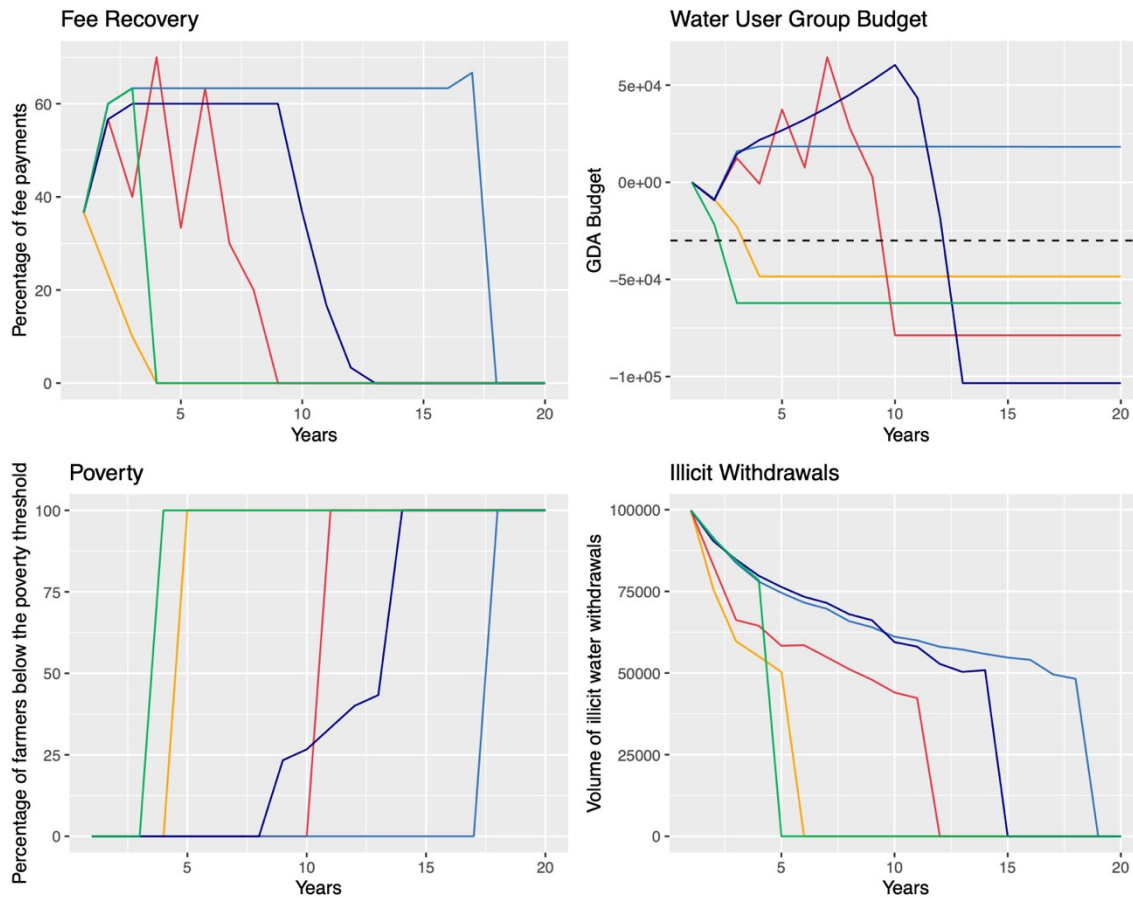 Fee Recovery
Percentage of fee payments
60
40
20
0
5
10
15
20
Years
Water User Group Budget
GDA Budget
5e+04
0e+00
−5e+04
−1e+05
5
10
15
20
Years
Poverty
Percentage of farmers below the poverty threshold
100
75
50
25
0
5
10
15
20
Years
Illicit Withdrawals
Volume of illicit water withdrawals
100000
75000
50000
25000
0
5
10
15
20
Years